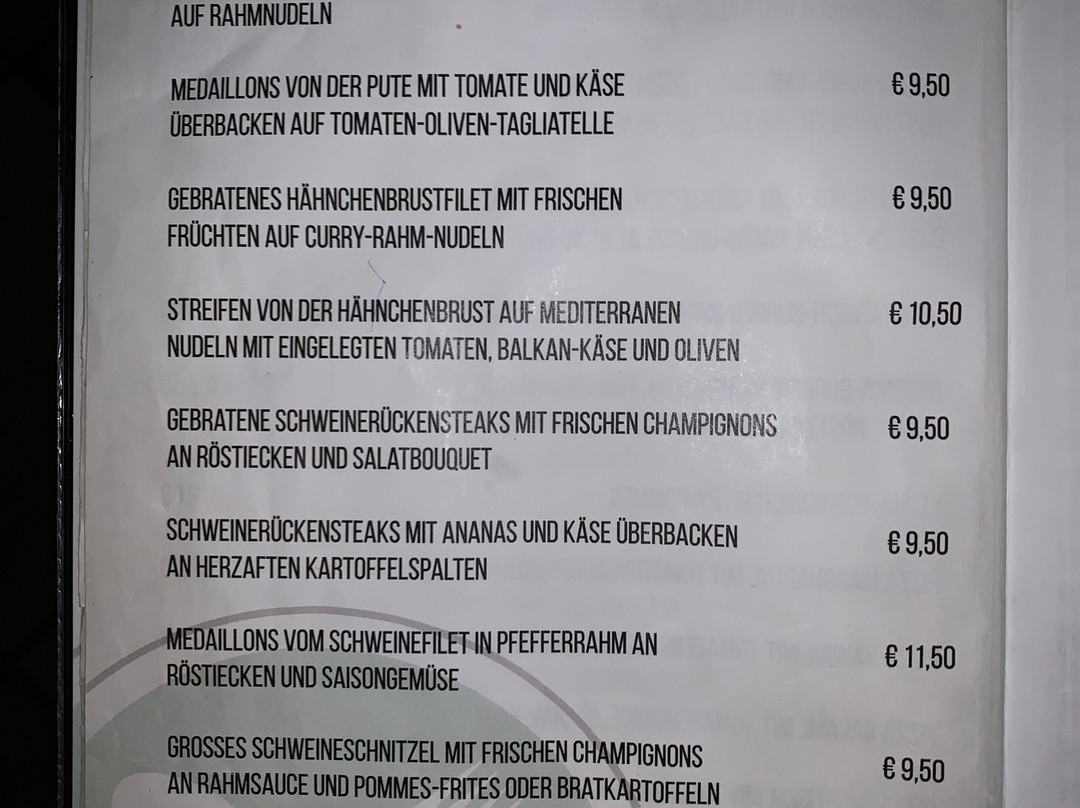 AUF RAHMNUDELN
MEDAILLONS VON DER PUTE MIT TOMATE UND KÄSE € 9,50
ÜBERBACKEN AUF TOMATEN-OLIVEN-TAGLIATELLE
GEBRATENES HÄHNCHENBRUSTFILET MIT FRISCHEN € 9,50
FRÜCHTEN AUF CURRY-RAHM-NUDELN
STREIFEN VON DER HÄHNCHENBRUST AUF MEDITERRANEN € 10,50
NUDELN MIT EINGELEGTEN TOMATEN, BALKAN-KÄSE UND OLIVEN
GEBRATENE SCHWEINERÜCKENSTEAKS MIT FRISCHEN CHAMPIGNONS € 9,50
AN RÖSTIECKEN UND SALATBOUQUET
SCHWEINERÜCKENSTEAKS MIT ANANAS UND KÄSE ÜBERBACKEN € 9,50
AN HERZAFTEN KARTOFFELSPALTEN
MEDAILLONS VOM SCHWEINEFILET IN PFEFFERRAHM AN € 11,50
RÖSTIECKEN UND SAISONGEMÜSE
GROSSES SCHWEINESCHNITZEL MIT FRISCHEN CHAMPIGNONS € 9,50
AN RAHMSAUCE UND POMMES-FRITES ODER BRATKARTOFFELN